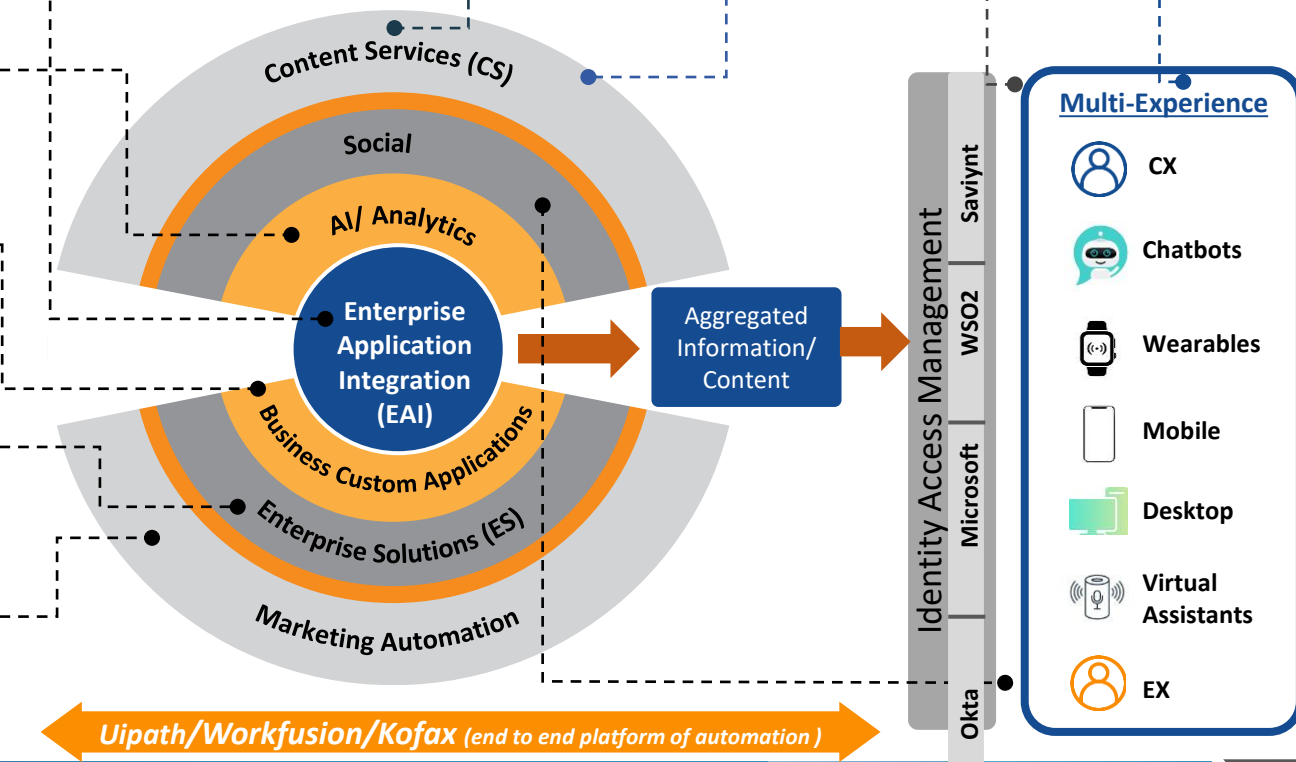 Content Services (CS)
Social
AI/ Analytics
Enterprise
Application
Integration
(EAI)
Business Custom Applications
Enterprise Solutions (ES)
Marketing Automation
Aggregated
Information/
Content
Identity Access Management
Saviynt
WSO2
Microsoft
Okta
Multi-Experience
CX
Chatbots
Wearables
Mobile
Desktop
Virtual
Assistants
EX
Uipath/Workfusion/Kofax (end to end platform of automation )